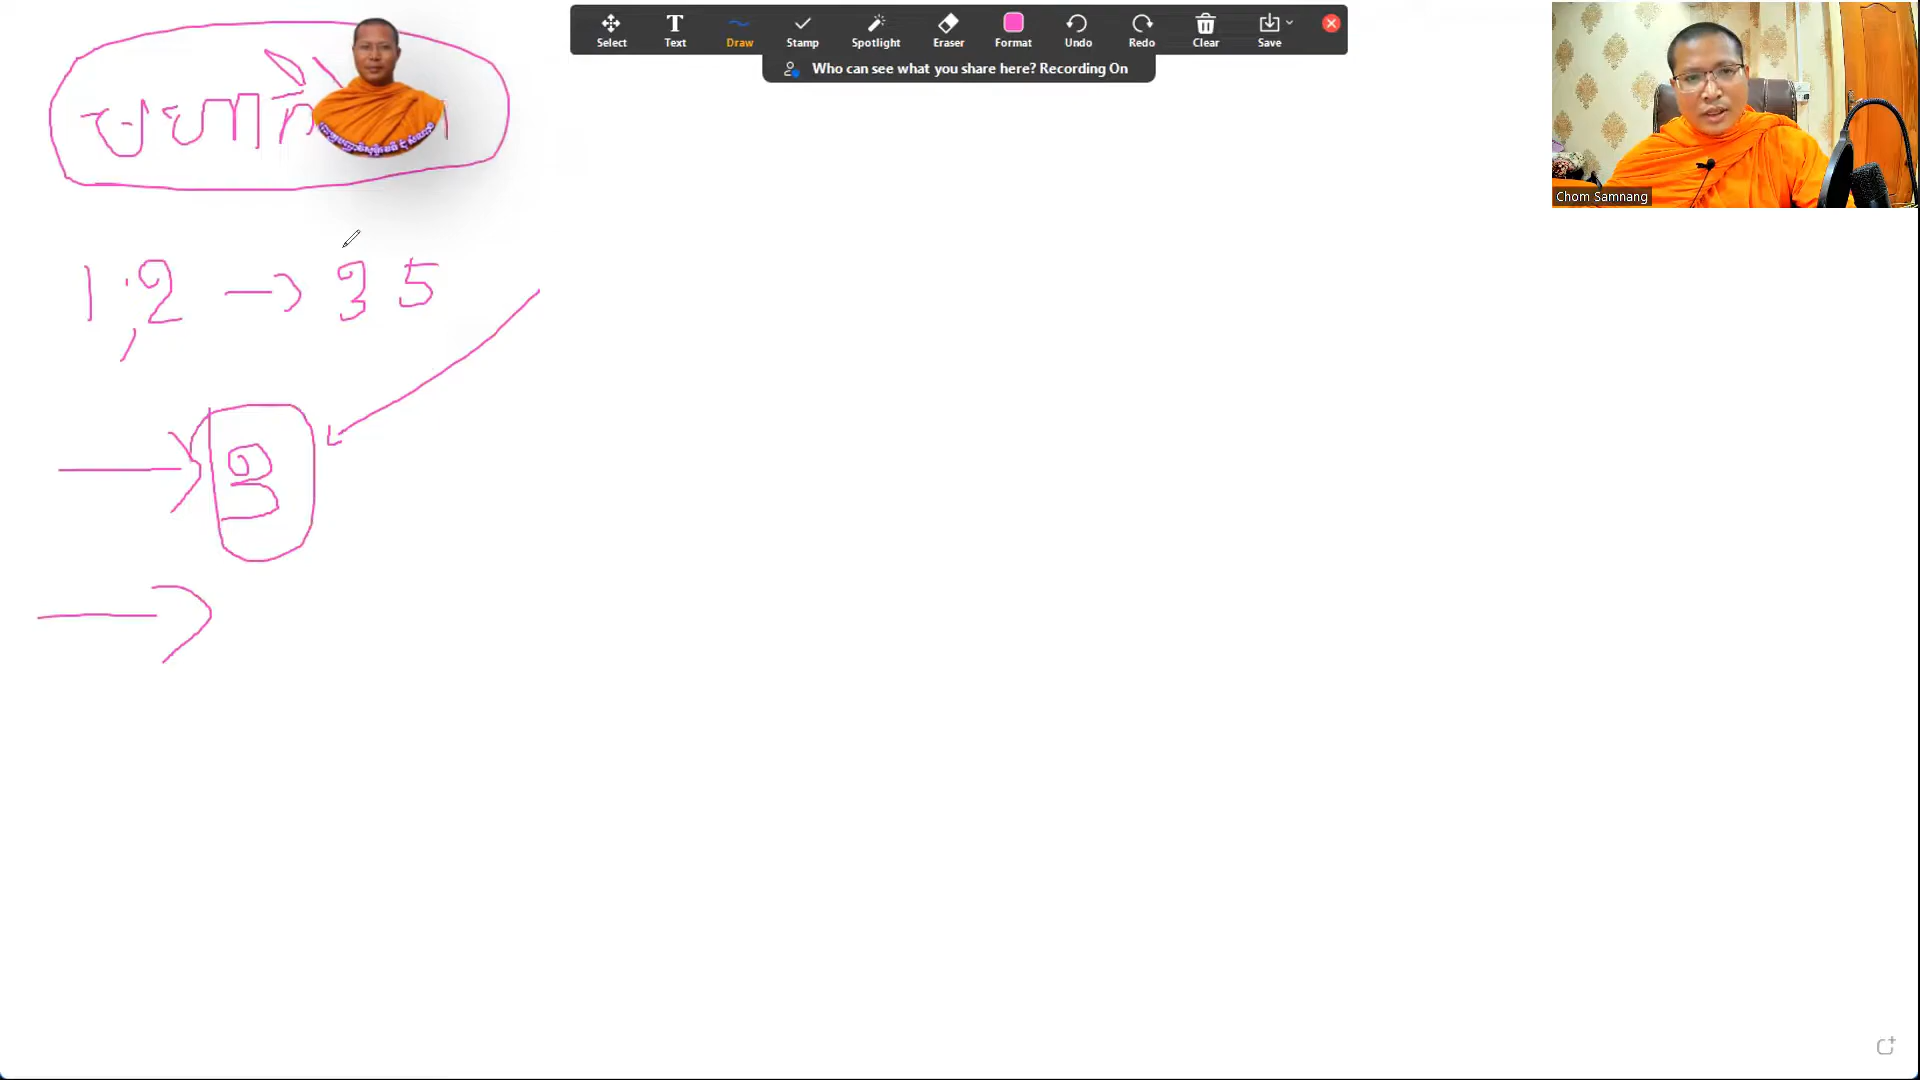 Select Text Draw Stamp Spotlight Eraser Format Undo Redo Clear Save
Who can see what you share here? Recording On
Chom Samnang
1, 2 → 3 5
→ 3
→